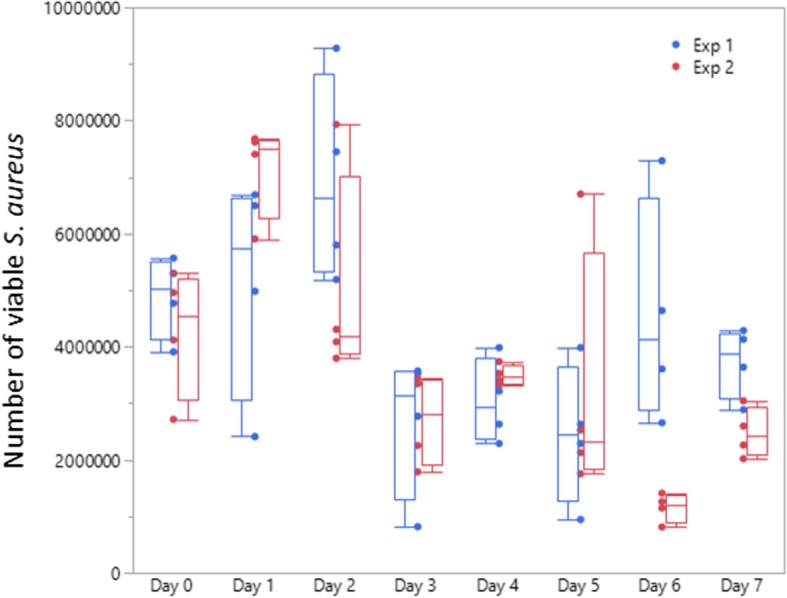 10000000
8000000
6000000
4000000
2000000
0
Number of viable S. aureus
Exp 1
Exp 2
Day 0 Day 1 Day 2 Day 3 Day 4 Day 5 Day 6 Day 7